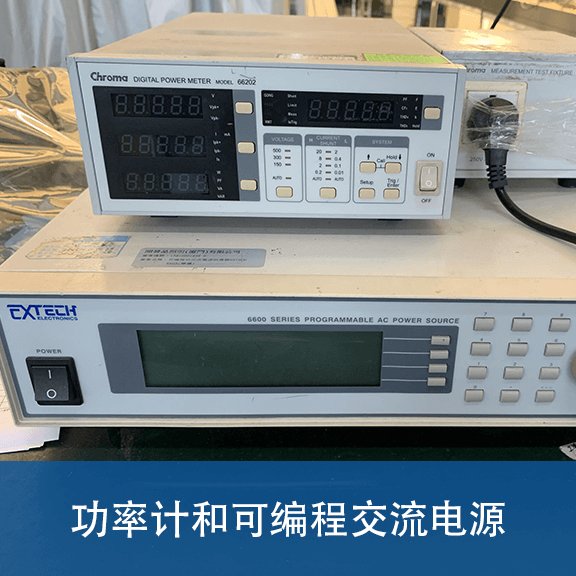 Chroma DIGITAL POWER METER MODEL 66202
Chroma MEASUREMENT TEST FIXTURE
VOLTAGE
CURRENT
SHUNT
SYSTEM
500
300
150
AUTO
H L
20 2
8 2 0.4
2 0.1
0.2 0.01
AUTO AUTO
Cal
Hold
Setup
Trig /
Enter
ON
OFF
EXTECH
ELECTRONICS
6600 SERIES PROGRAMMABLE AC POWER SOURCE
POWER
功率计和可编程交流电源